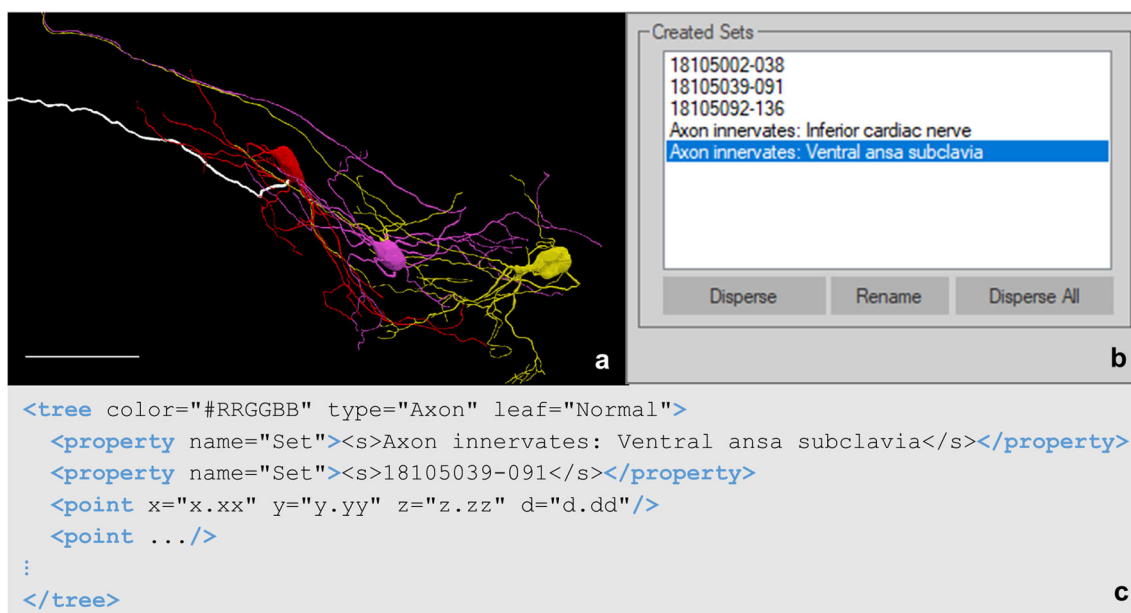 a
Created Sets
18105002-038
18105039-091
18105092-136
Axon innervates: Inferior cardiac nerve
Axon innervates: Ventral ansa subclavia
Disperse Rename Disperse All
b
<tree color="#RRGGBB" type="Axon" leaf="Normal">
<property name="Set"><s>Axon innervates: Ventral ansa subclavia</s></property>
<property name="Set"><s>18105039-091</s></property>
<point x="x.xx" y="y.yy" z="z.zz" d="d.dd"/>
<point .../>
⋮
</tree>
c